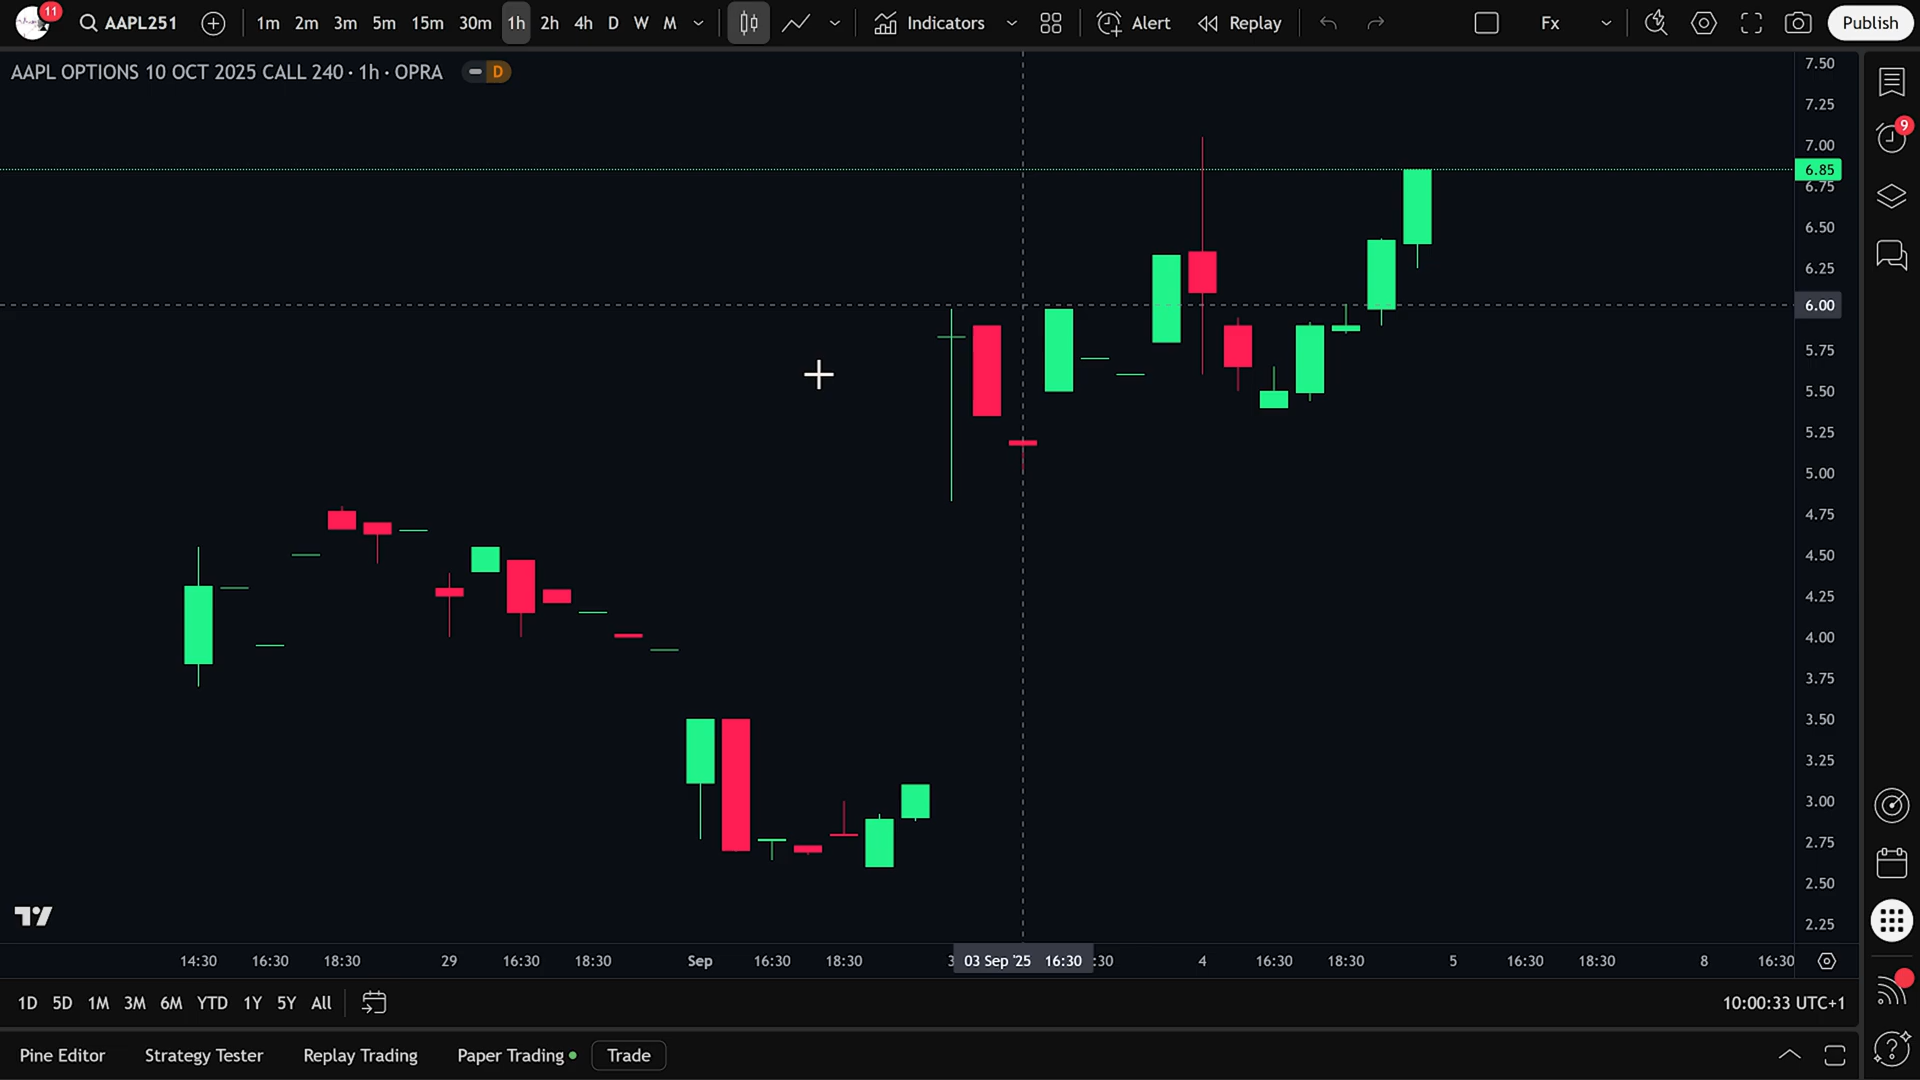 11
AAPL251
1m 2m 3m 5m 15m 30m 1h 2h 4h D W M
Indicators
Alert
Replay
Fx
Publish
AAPL OPTIONS 10 OCT 2025 CALL 240 · 1h · OPRA
D
9
7.50
7.25
7.00
6.85
6.75
6.50
6.25
6.00
5.75
5.50
5.25
5.00
4.75
4.50
4.25
4.00
3.75
3.50
3.25
3.00
2.75
2.50
2.25
14:30 16:30 18:30 29 16:30 18:30 Sep 16:30 18:30 3 03 Sep '25 16:30 :30 4 16:30 18:30 5 16:30 18:30 8 16:30
1D 5D 1M 3M 6M YTD 1Y 5Y All
10:00:33 UTC+1
Pine Editor Strategy Tester Replay Trading Paper Trading Trade